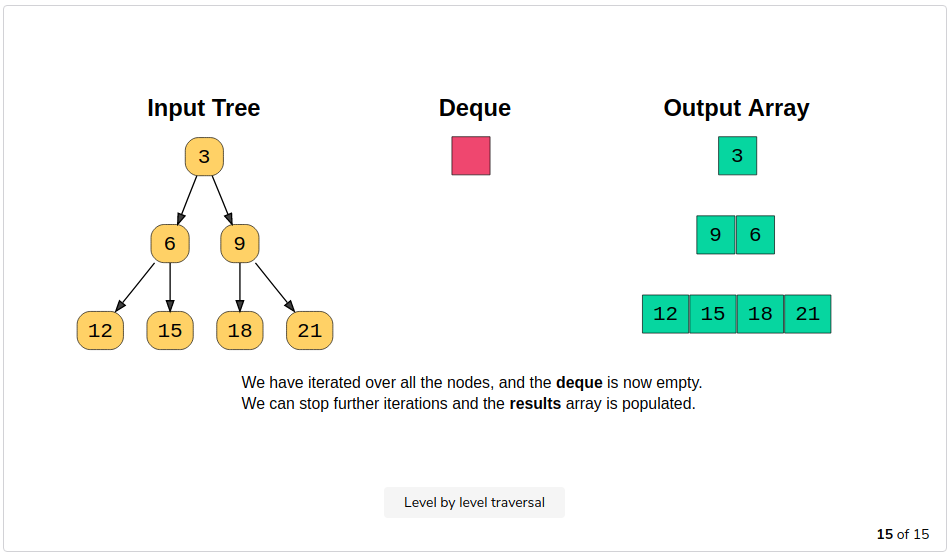 Input Tree
Deque
Output Array
3
3
9 6
6 9
12 15 18 21
12 15 18 21
We have iterated over all the nodes, and the deque is now empty.
We can stop further iterations and the results array is populated.
Level by level traversal
15 of 15